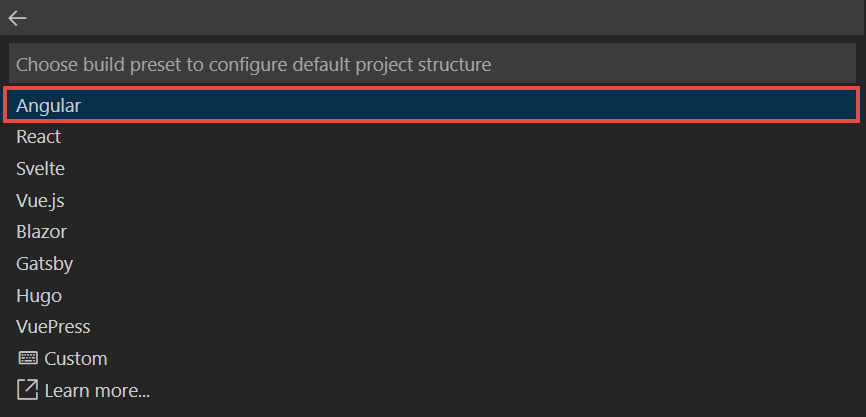 Choose build preset to configure default project structure
Angular
React
Svelte
Vue.js
Blazor
Gatsby
Hugo
VuePress
Custom
Learn more...